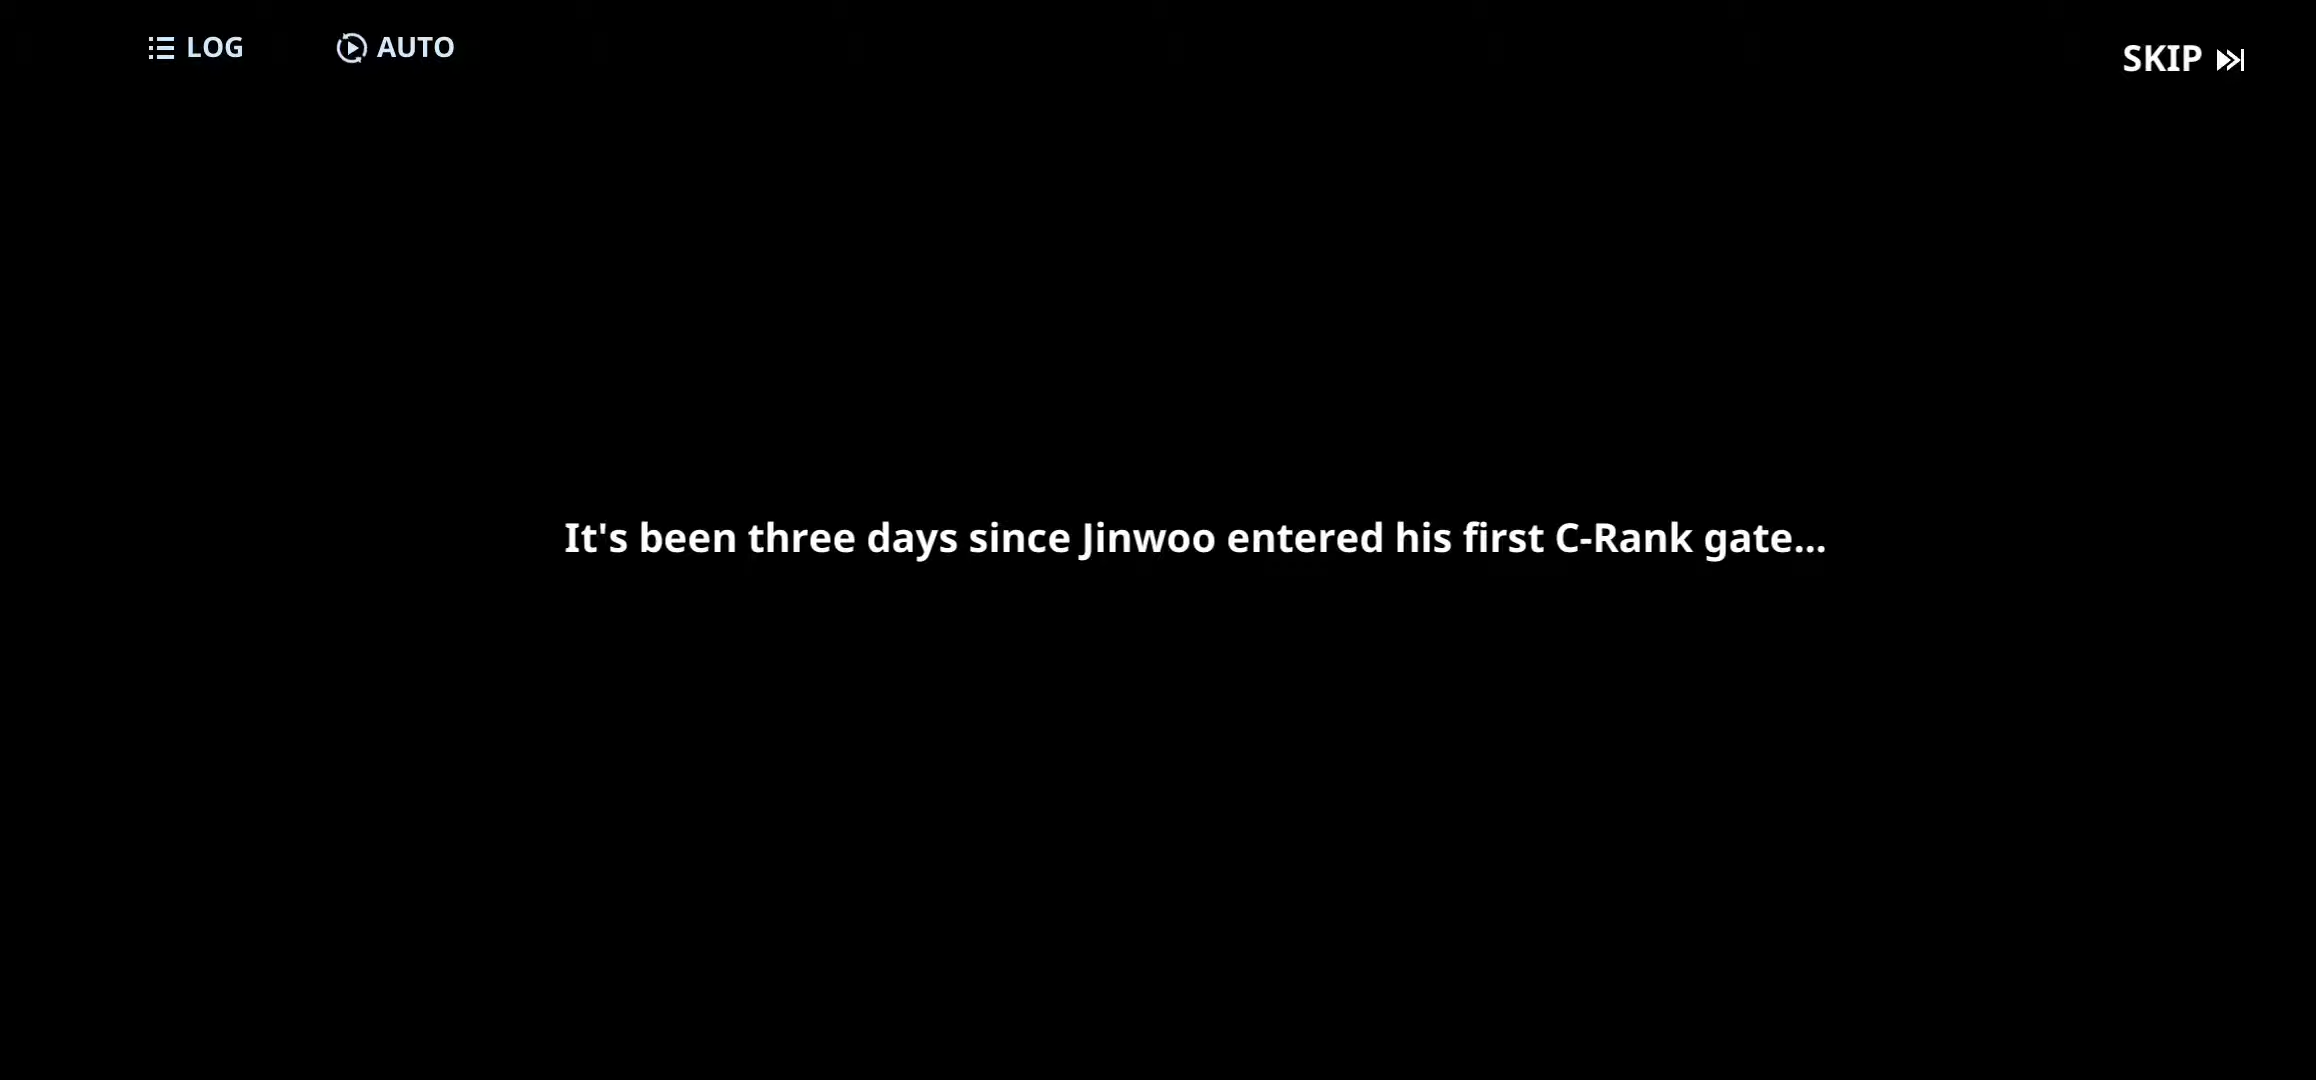 LOG
AUTO
SKIP
It's been three days since Jinwoo entered his first C-Rank gate...